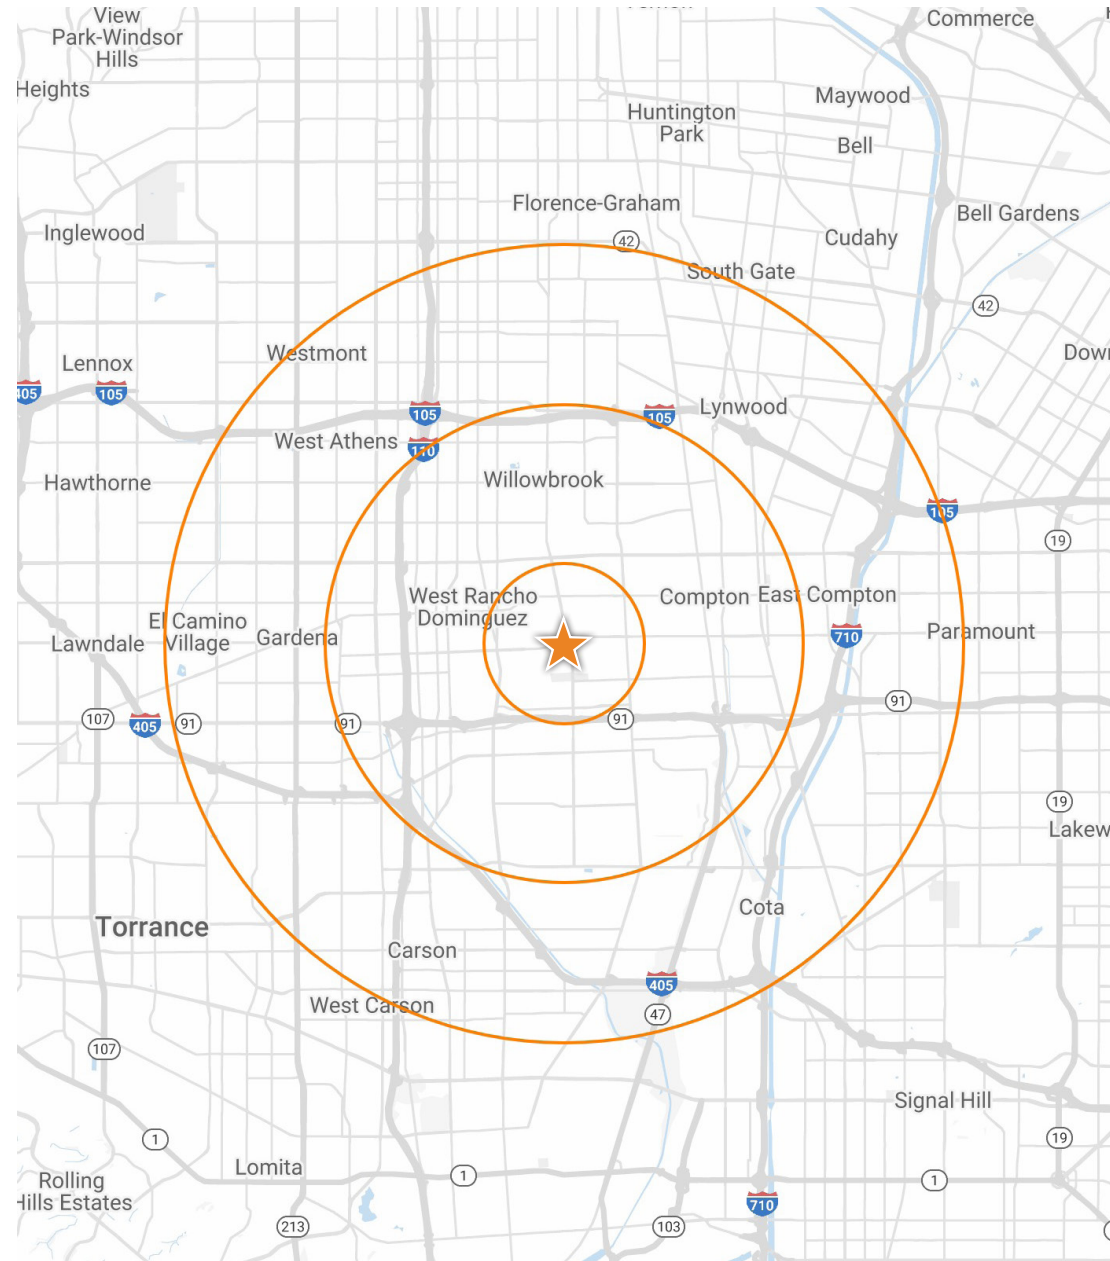 View
Park-Windsor
Hills
Commerce
Heights
Maywood
Huntington
Park
Bell
Florence-Graham
Bell Gardens
Inglewood
Cudahy
42
South Gate
42
Westmont
Lennox
405
105
105
105
Lynwood
West Athens
110
Willowbrook
Hawthorne
105
19
West Rancho
Dominguez
Compton
East Compton
El Camino
Village
Gardena
Lawndale
710
Paramount
91
107
405
91
91
91
19
Cota
Torrance
Carson
405
West Carson
47
107
Signal Hill
1
19
Lomita
1
1
Rolling
Hills Estates
710
213
103